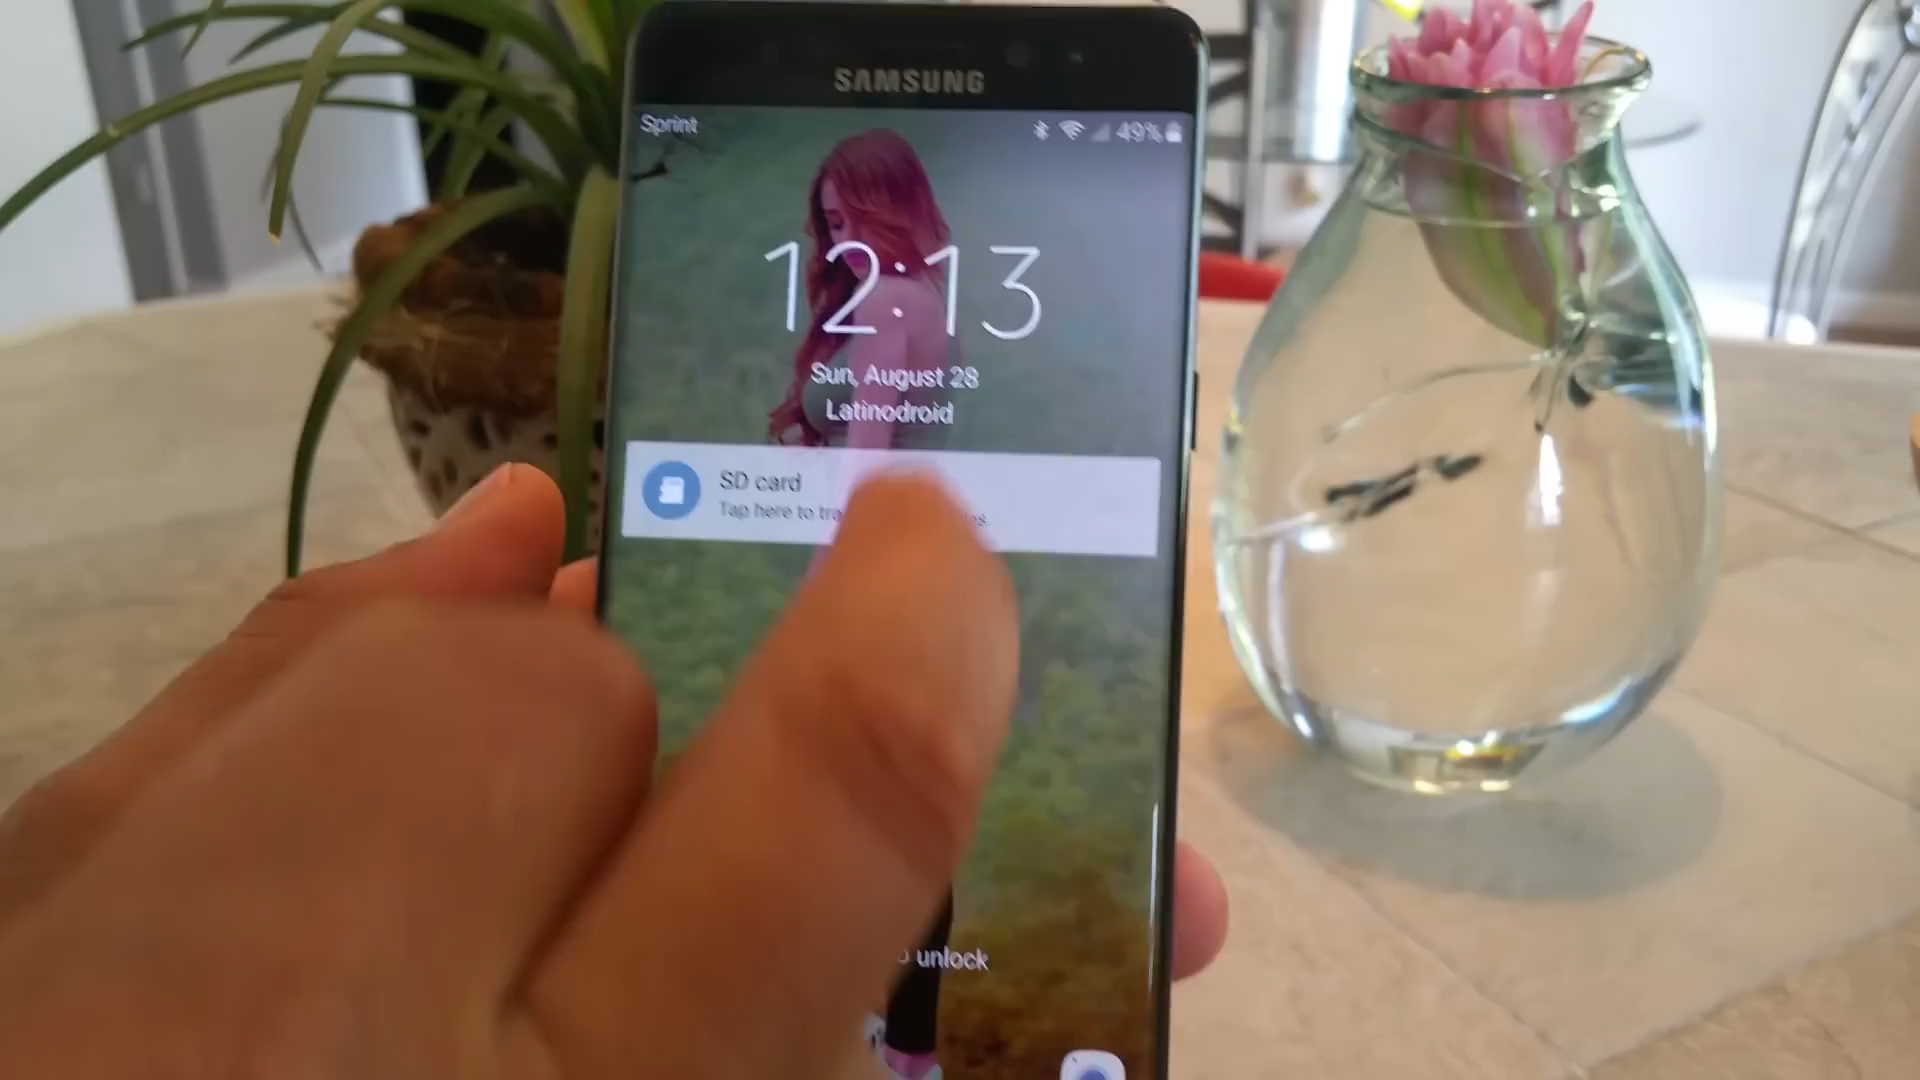 SAMSUNG
Sprint
49%
12:13
Sun, August 28
Latinodroid
SD card
Tap here to
unlock